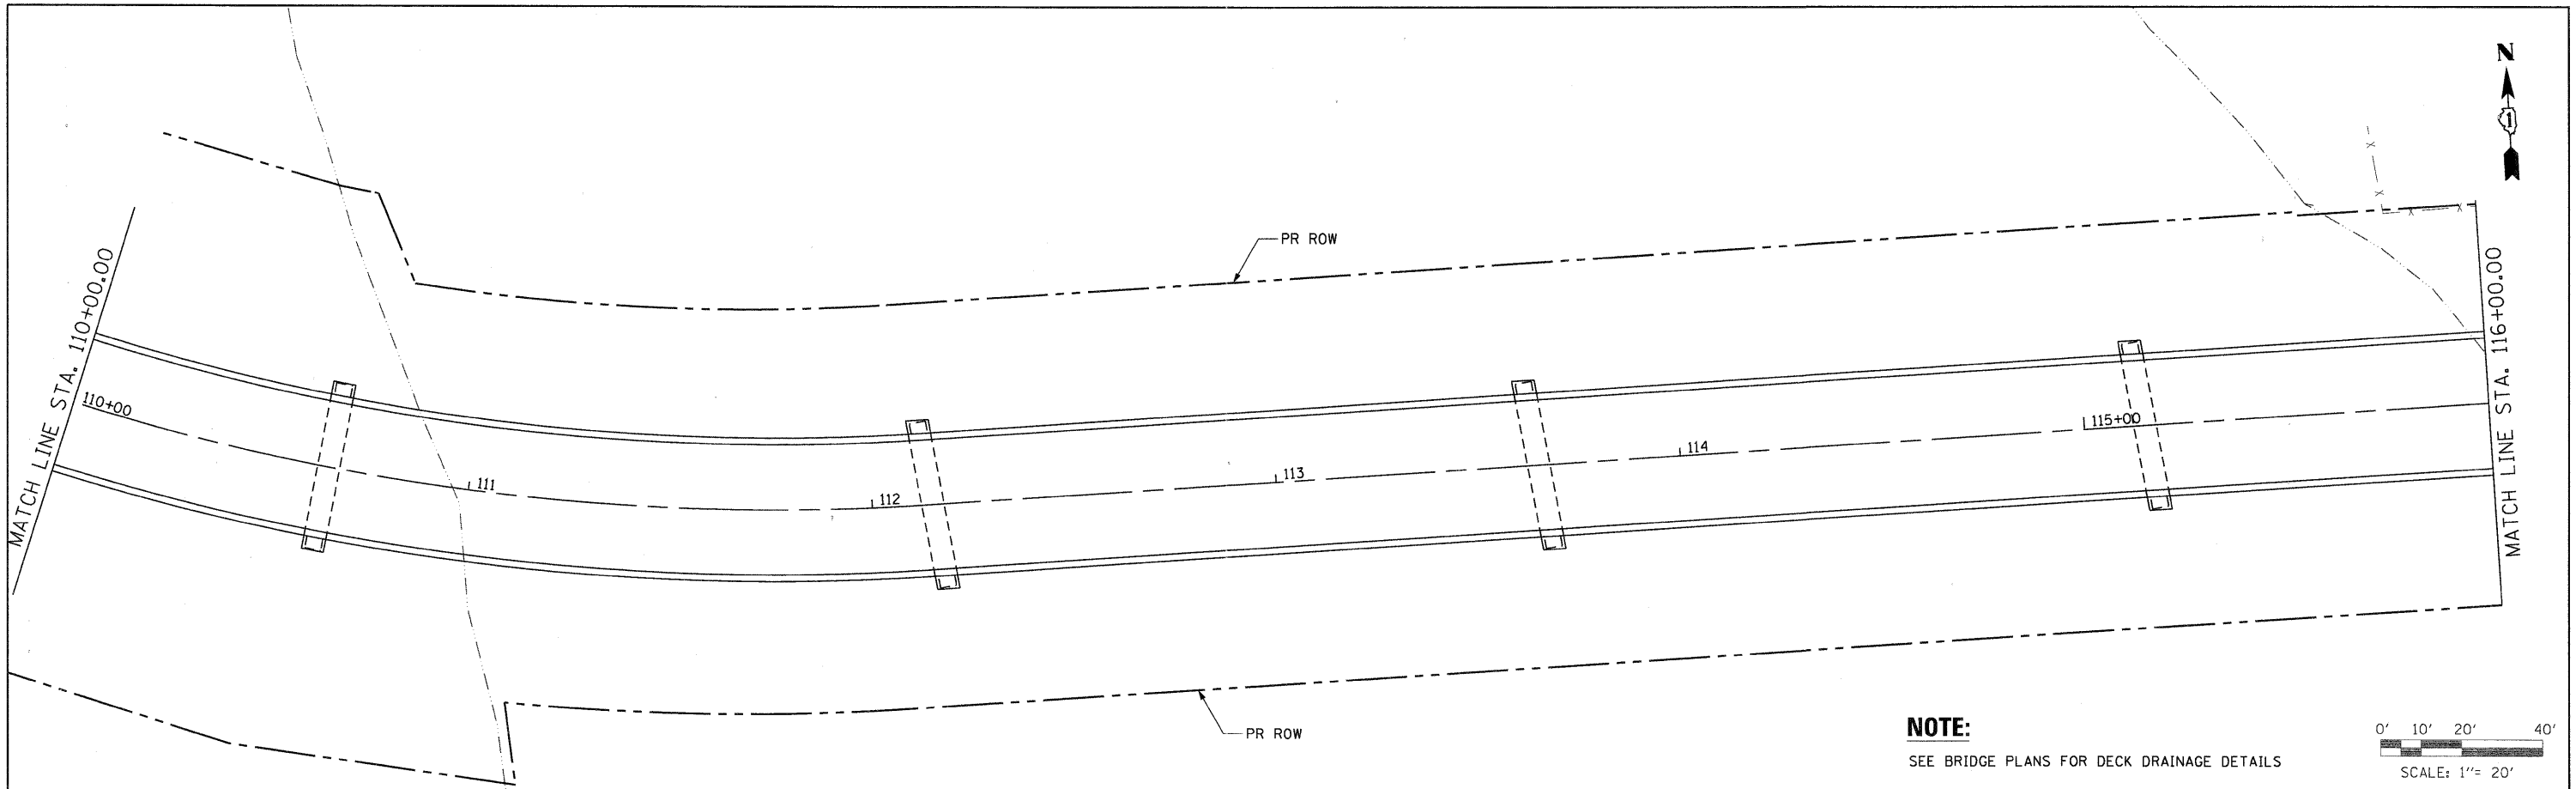 N
1
PR ROW
MATCH LINE STA. 110+00.00
110+00
111
112
113
114
115+00
MATCH LINE STA. 116+00.00
PR ROW
NOTE:
SEE BRIDGE PLANS FOR DECK DRAINAGE DETAILS
0' 10' 20' 40'
SCALE: 1"= 20'